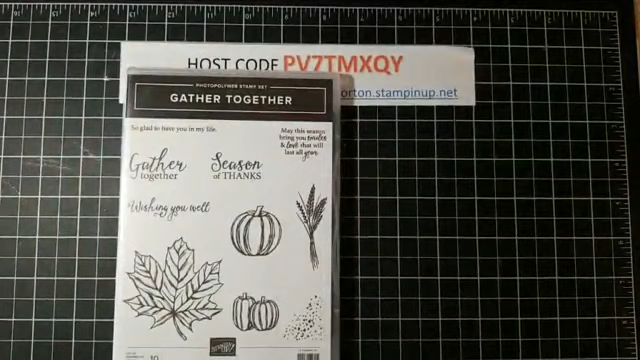 HOST CODE PV7TMXQY
orton.stampinup.net
PHOTOPOLYMER STAMP SET
GATHER TOGETHER
So glad to have you in my life.
May this season
bring you smiles
& love that will
last all year.
Gather
together
Season
of THANKS
Wishing you well
10